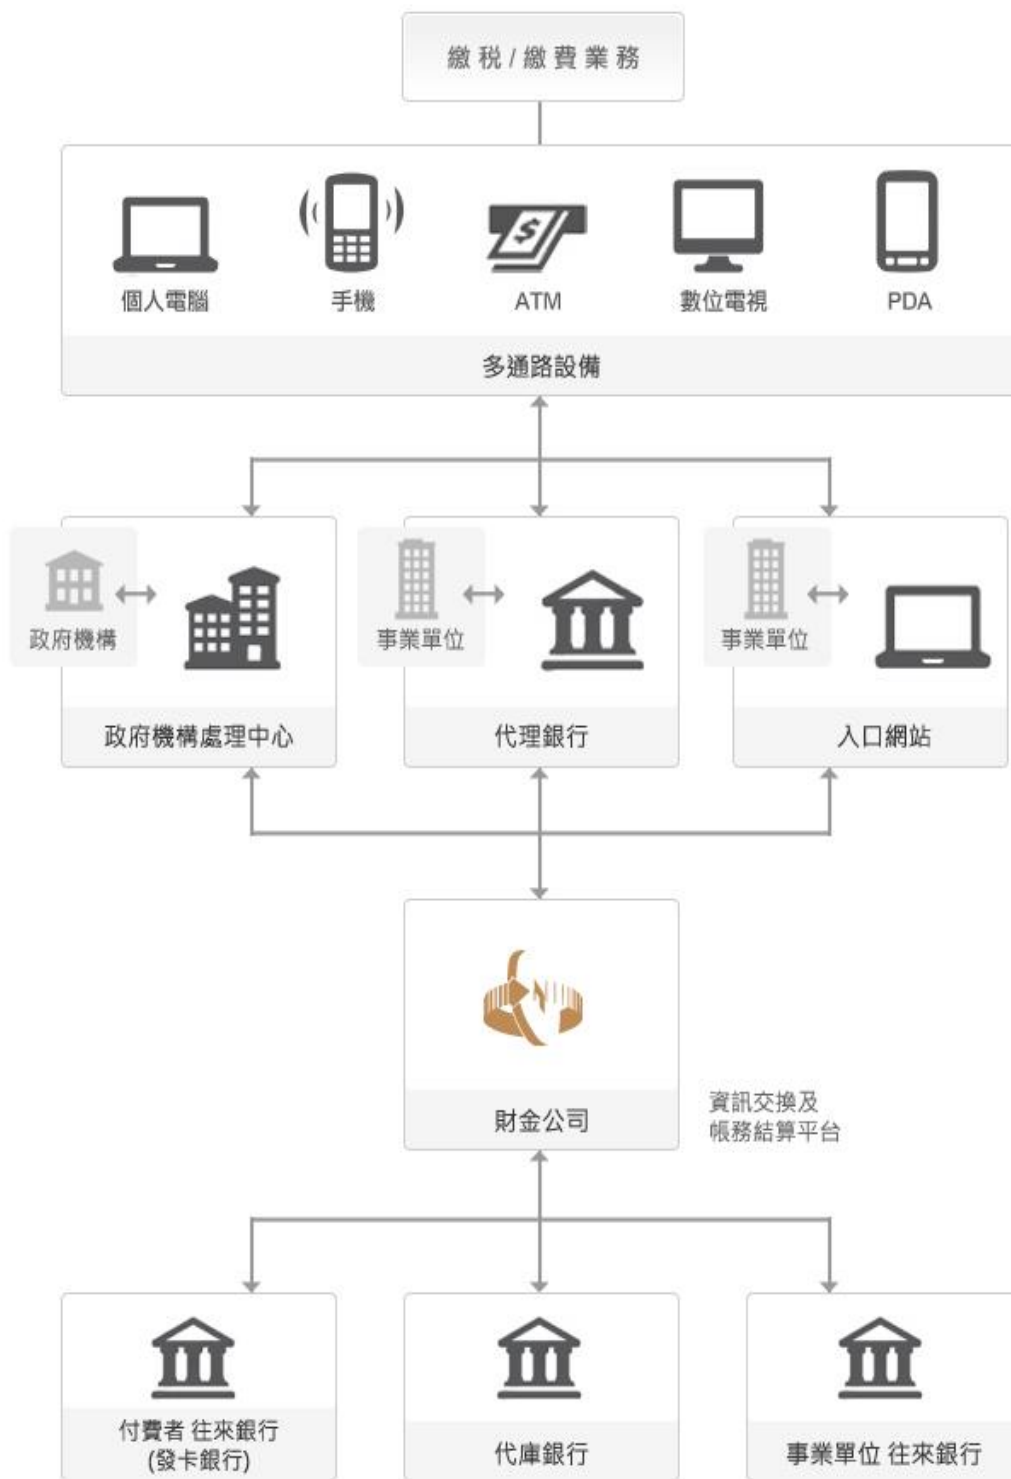 繳税/繳費業務
個人電腦
手機
ATM
數位電視
PDA
多通路設備
政府機構
事業單位
事業單位
政府機構處理中心
代理銀行
入口網站
財金公司
資訊交換及
帳務結算平台
付費者 往來銀行
(發卡銀行)
代庫銀行
事業單位 往來銀行